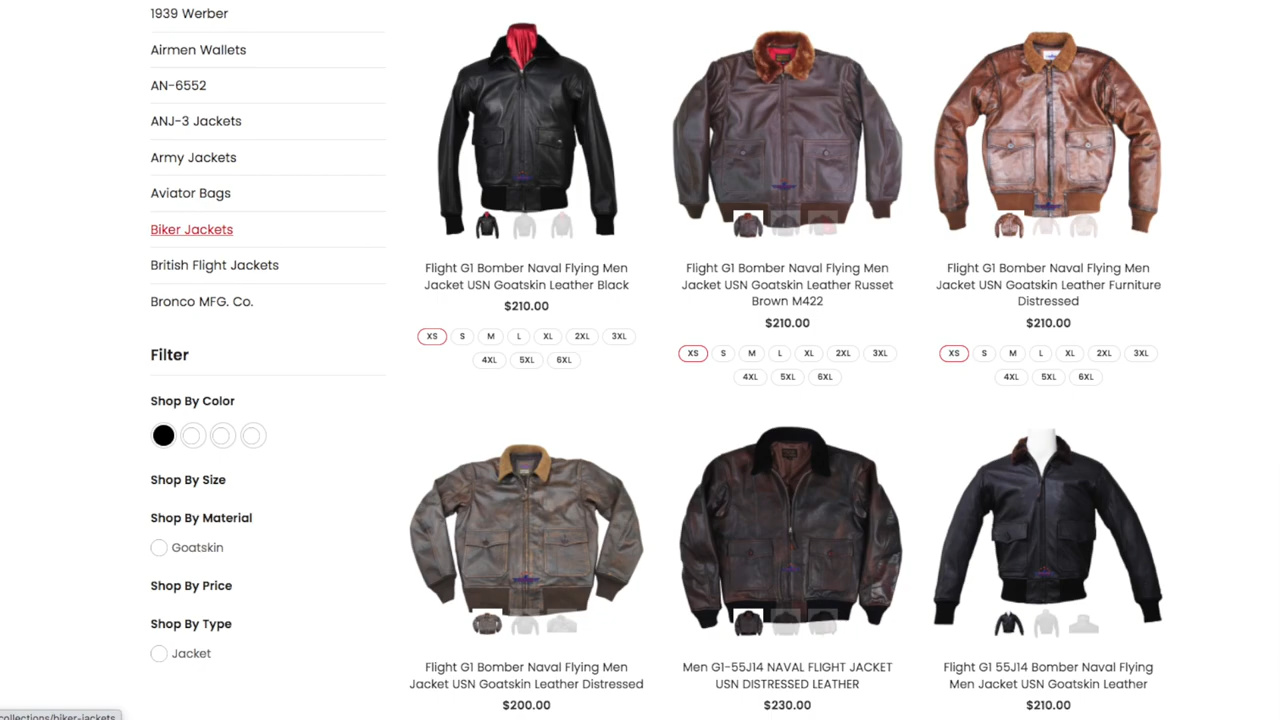 1939 Werber
Airmen Wallets
AN-6552
ANJ-3 Jackets
Army Jackets
Aviator Bags
Biker Jackets
British Flight Jackets
Bronco MFG. Co.
Filter
Shop By Color
Shop By Size
Shop By Material
Goatskin
Shop By Price
Shop By Type
Jacket
Flight G1 Bomber Naval Flying Men
Jacket USN Goatskin Leather Black
$210.00
XS S M L XL 2XL 3XL
4XL 5XL 6XL
Flight G1 Bomber Naval Flying Men
Jacket USN Goatskin Leather Russet
Brown M422
$210.00
XS S M L XL 2XL 3XL
4XL 5XL 6XL
Flight G1 Bomber Naval Flying Men
Jacket USN Goatskin Leather Furniture
Distressed
$210.00
XS S M L XL 2XL 3XL
4XL 5XL 6XL
Flight G1 Bomber Naval Flying Men
Jacket USN Goatskin Leather Distressed
$200.00
Men G1-55J14 NAVAL FLIGHT JACKET
USN DISTRESSED LEATHER
$230.00
Flight G1 55J14 Bomber Naval Flying
Men Jacket USN Goatskin Leather
$210.00
collections/biker-jackets